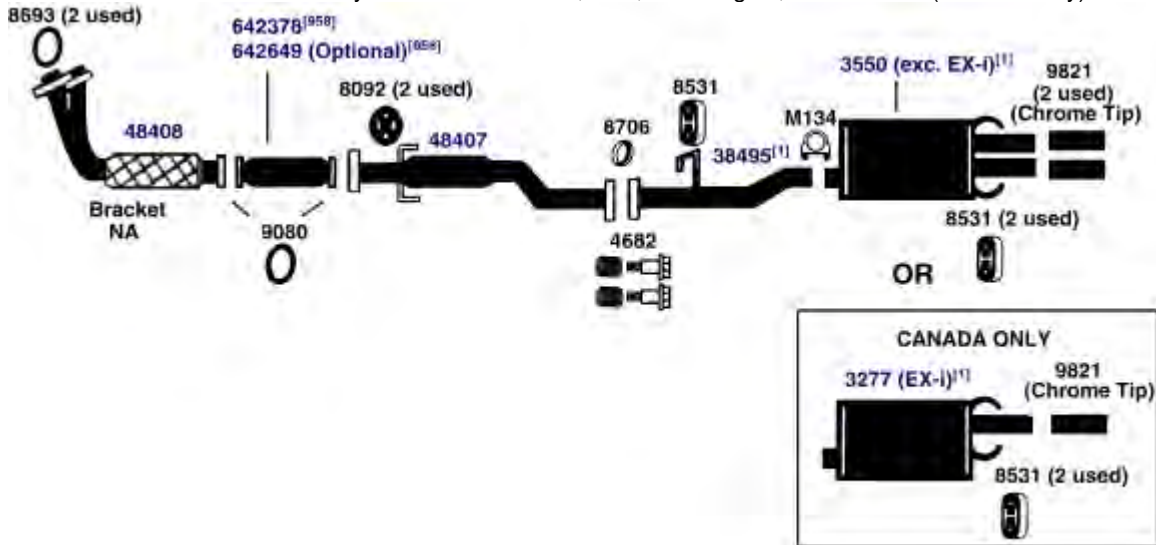 8693 (2 used)
642378[958]
642649 (Optional)[958]
8092 (2 used)
48408
48407
Bracket
NA
9080
8706
4682
8531
38495[1]
M134
3550 (exc. EX-i)[1]
9821
(2 used)
(Chrome Tip)
8531 (2 used)
OR
CANADA ONLY
3277 (EX-i)[1]
9821
(Chrome Tip)
8531 (2 used)